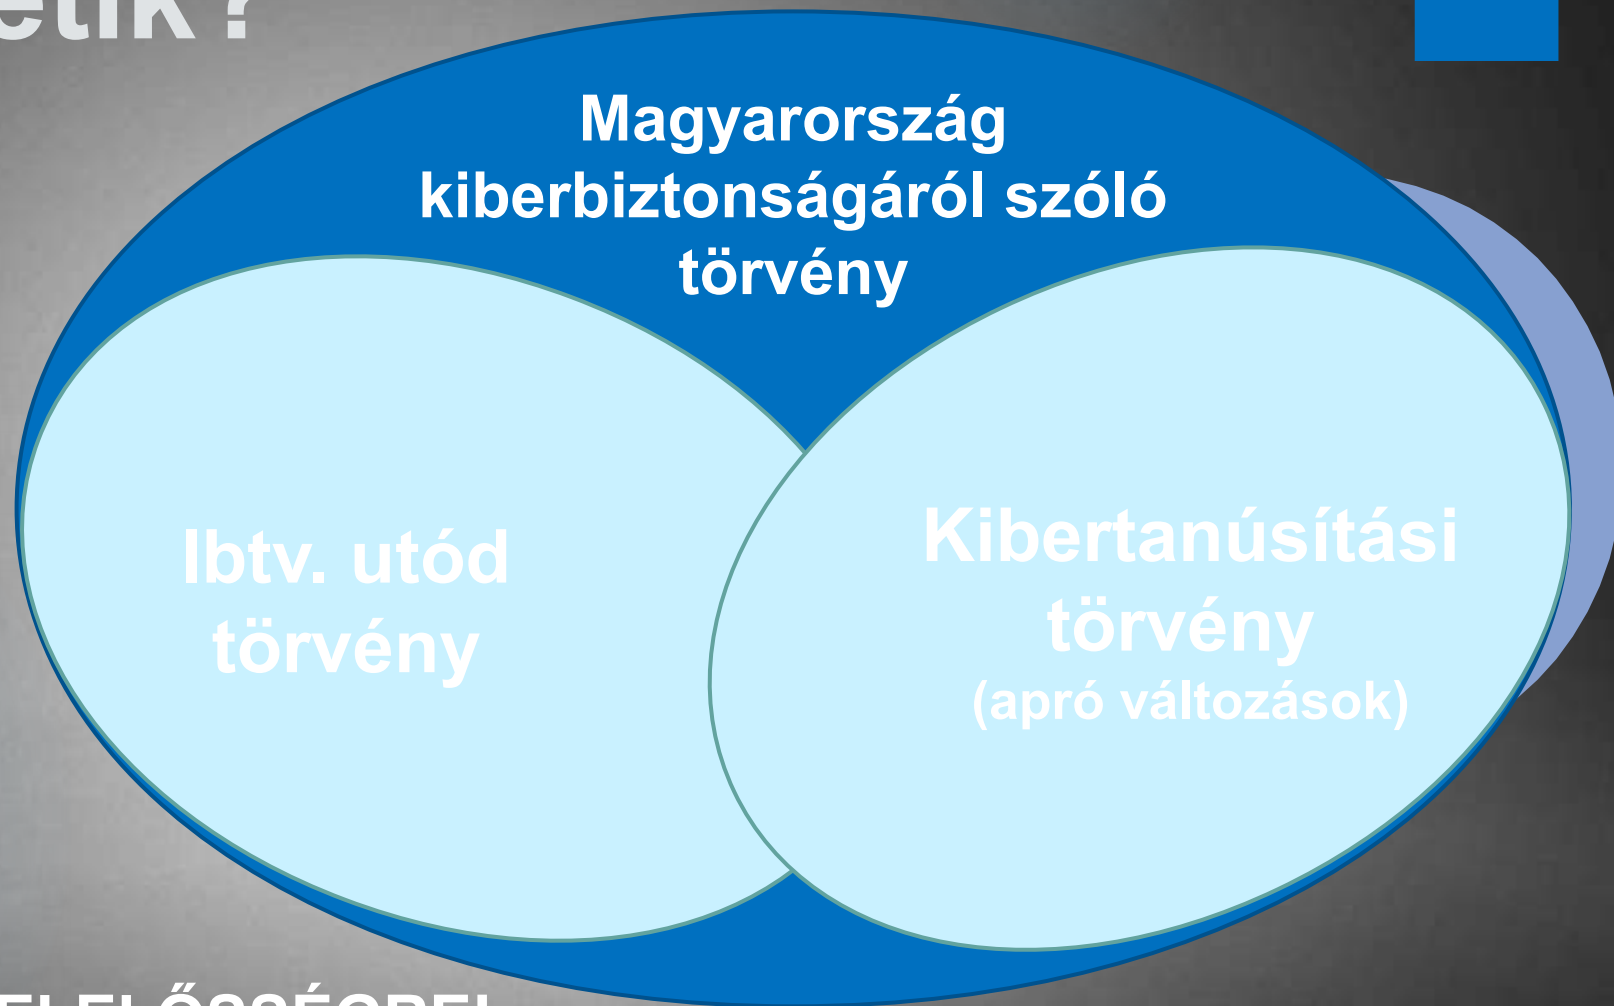 Magyarország
kiberbiztonságáról szóló
törvény
Ibtv. utód
törvény
Kibertanúsítási
törvény
(apró változások)